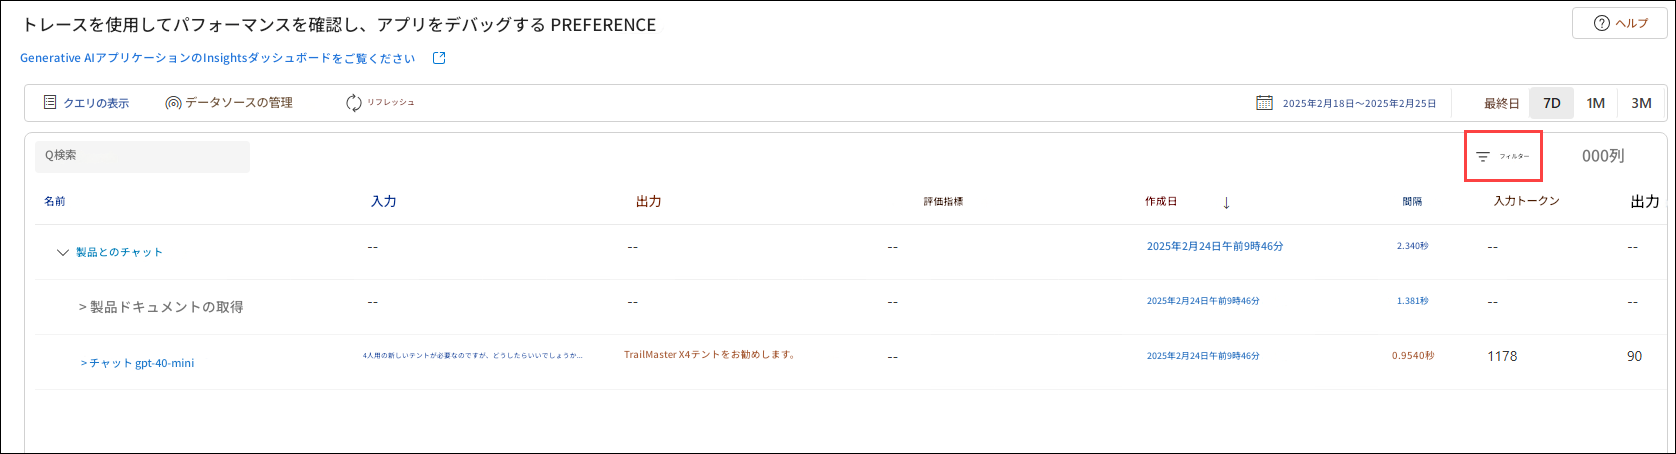 トレースを使用してパフォーマンスを確認し、アプリをデバッグする PREFERENCE
ヘルプ
Generative AIアプリケーションのInsightsダッシュボードをご覧ください
クエリの表示 データソースの管理 リフレッシュ 2025年2月18日～2025年2月25日 最終日 7D 1M 3M
Q検索 フィルター 000列
名前 入力 出力 評価指標 作成日 ↓間隔 入力トークン 出力
製品とのチャット -- -- -- 2025年2月24日午前9時46分 2.340秒 -- --
> 製品ドキュメントの取得 -- -- -- 2025年2月24日午前9時46分 1.381秒 -- --
> チャット gpt-40-mini 4人用の新しいテントが必要なのですが、どうしたらいいでしょうか... TrailMaster X4テントをお勧めします。 -- 2025年2月24日午前9時46分 0.9540秒 1178 90